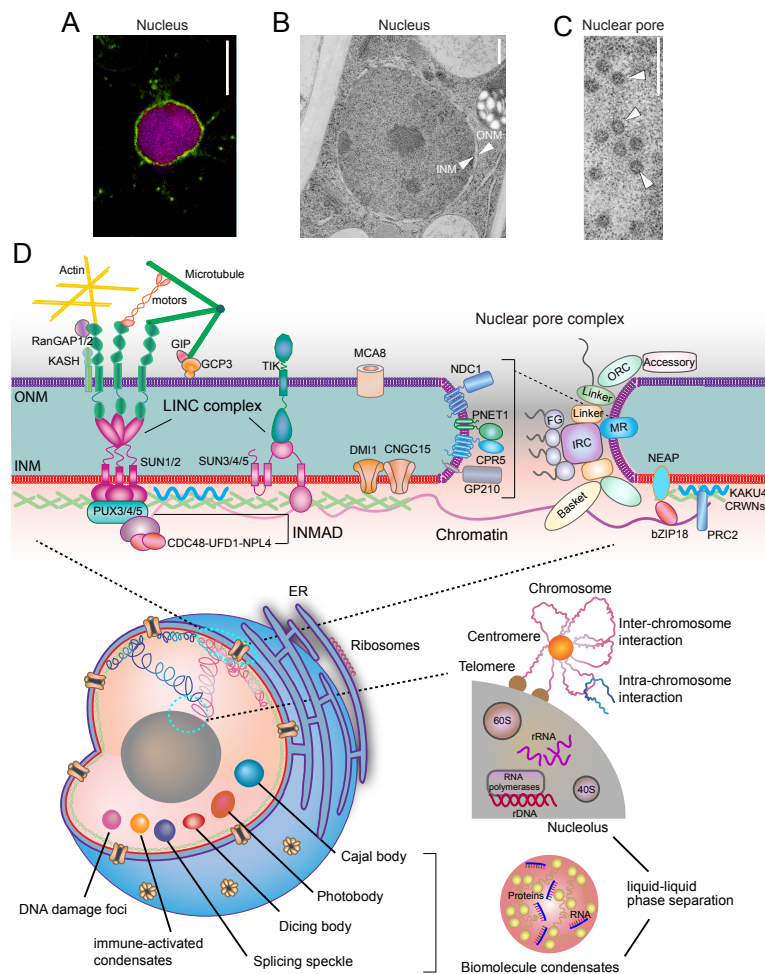 A
Nucleus
B
Nucleus
ONM
INM
C
Nuclear pore
D
Actin
Microtubule
motors
RanGAP1/2
KASH
GIP
GCP3
TIK
MCA8
Nuclear pore complex
NDC1
PNET1
CPR5
GP210
ORC
Accessory
Linker
Linker
FG
IRC
MR
Basket
ONM
LINC complex
INM
SUN1/2
SUN3/4/5
DMI1
CNGC15
NEAP
KAKU4
CRWNs
PUX3/4/5
CDC48-UFD1-NPL4
INMAD
Chromatin
bZIP18
PRC2
ER
Ribosomes
Chromosome
Centromere
Inter-chromosome
interaction
Telomere
Intra-chromosome
interaction
60S
rRNA
RNA
polymerases
rDNA
40S
Nucleolus
Cajal body
Photobody
Dicing body
Splicing speckle
immune-activated
condensates
DNA damage foci
Proteins
RNA
Biomolecule condensates
liquid-liquid
phase separation